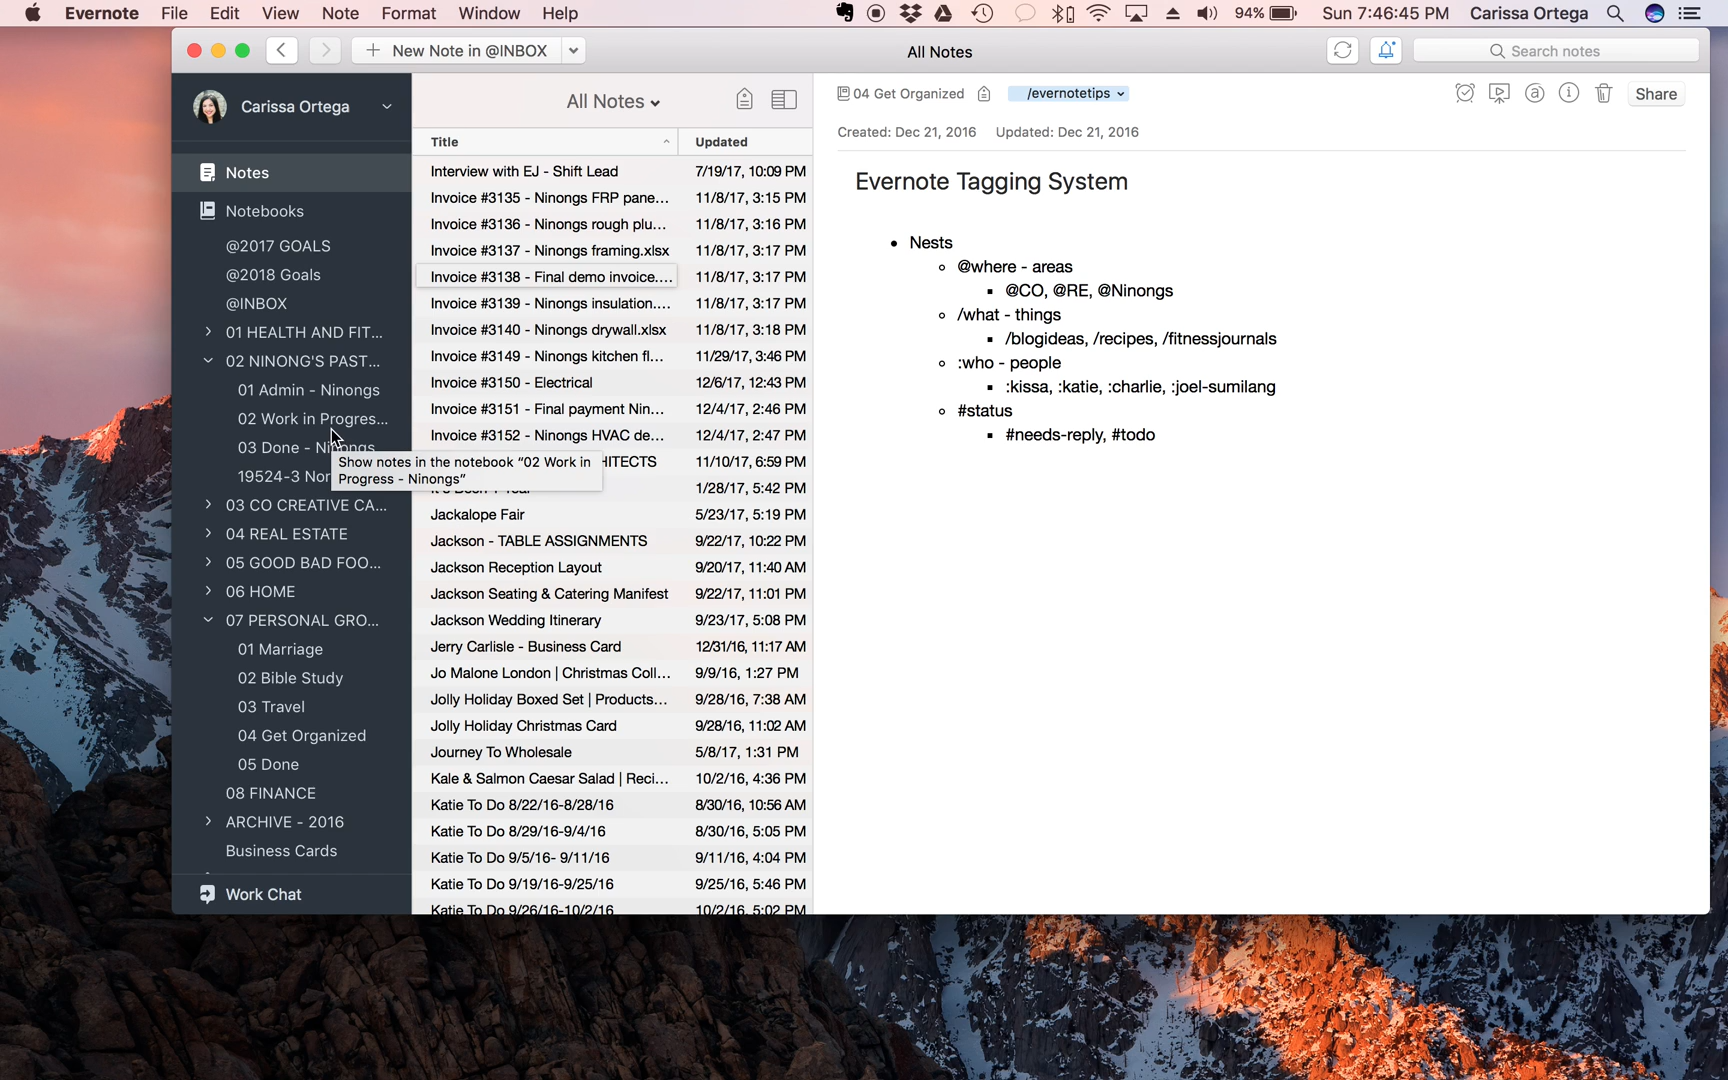 Evernote File Edit View Note Format Window Help 94% Sun 7:46:45 PM Carissa Ortega
+ New Note in @INBOX All Notes Search notes
Carissa Ortega
Notes
Notebooks
@2017 GOALS
@2018 Goals
@INBOX
01 HEALTH AND FIT...
02 NINONG'S PAST...
01 Admin - Ninongs
02 Work in Progres...
03 Done - Ninongs
19524-3 Nor
03 CO CREATIVE CA...
04 REAL ESTATE
05 GOOD BAD FOO...
06 HOME
07 PERSONAL GRO...
01 Marriage
02 Bible Study
03 Travel
04 Get Organized
05 Done
08 FINANCE
ARCHIVE - 2016
Business Cards
Work Chat
Show notes in the notebook “02 Work in
Progress - Ninongs”
All Notes
Title Updated
Interview with EJ - Shift Lead 7/19/17, 10:09 PM
Invoice #3135 - Ninongs FRP pane... 11/8/17, 3:15 PM
Invoice #3136 - Ninongs rough plu... 11/8/17, 3:16 PM
Invoice #3137 - Ninongs framing.xlsx 11/8/17, 3:17 PM
Invoice #3138 - Final demo invoice.... 11/8/17, 3:17 PM
Invoice #3139 - Ninongs insulation.... 11/8/17, 3:17 PM
Invoice #3140 - Ninongs drywall.xlsx 11/8/17, 3:18 PM
Invoice #3149 - Ninongs kitchen fl... 11/29/17, 3:46 PM
Invoice #3150 - Electrical 12/6/17, 12:43 PM
Invoice #3151 - Final payment Nin... 12/4/17, 2:46 PM
Invoice #3152 - Ninongs HVAC de... 12/4/17, 2:47 PM
HITECTS 11/10/17, 6:59 PM
1/28/17, 5:42 PM
Jackalope Fair 5/23/17, 5:19 PM
Jackson - TABLE ASSIGNMENTS 9/22/17, 10:22 PM
Jackson Reception Layout 9/20/17, 11:40 AM
Jackson Seating & Catering Manifest 9/22/17, 11:01 PM
Jackson Wedding Itinerary 9/23/17, 5:08 PM
Jerry Carlisle - Business Card 12/31/16, 11:17 AM
Jo Malone London | Christmas Coll... 9/9/16, 1:27 PM
Jolly Holiday Boxed Set | Products... 9/28/16, 7:38 AM
Jolly Holiday Christmas Card 9/28/16, 11:02 AM
Journey To Wholesale 5/8/17, 1:31 PM
Kale & Salmon Caesar Salad | Reci... 10/2/16, 4:36 PM
Katie To Do 8/22/16-8/28/16 8/30/16, 10:56 AM
Katie To Do 8/29/16-9/4/16 8/30/16, 5:05 PM
Katie To Do 9/5/16- 9/11/16 9/11/16, 4:04 PM
Katie To Do 9/19/16-9/25/16 9/25/16, 5:46 PM
Katie To Do 9/26/16-10/2/16 10/2/16, 5:02 PM
04 Get Organized /evernotetips Share
Created: Dec 21, 2016 Updated: Dec 21, 2016
Evernote Tagging System
• Nests
@where - areas
@CO, @RE, @Ninongs
/what - things
/blogideas, /recipes, /fitnessjournals
:who - people
:kissa, :katie, :charlie, :joel-sumilang
#status
#needs-reply, #todo